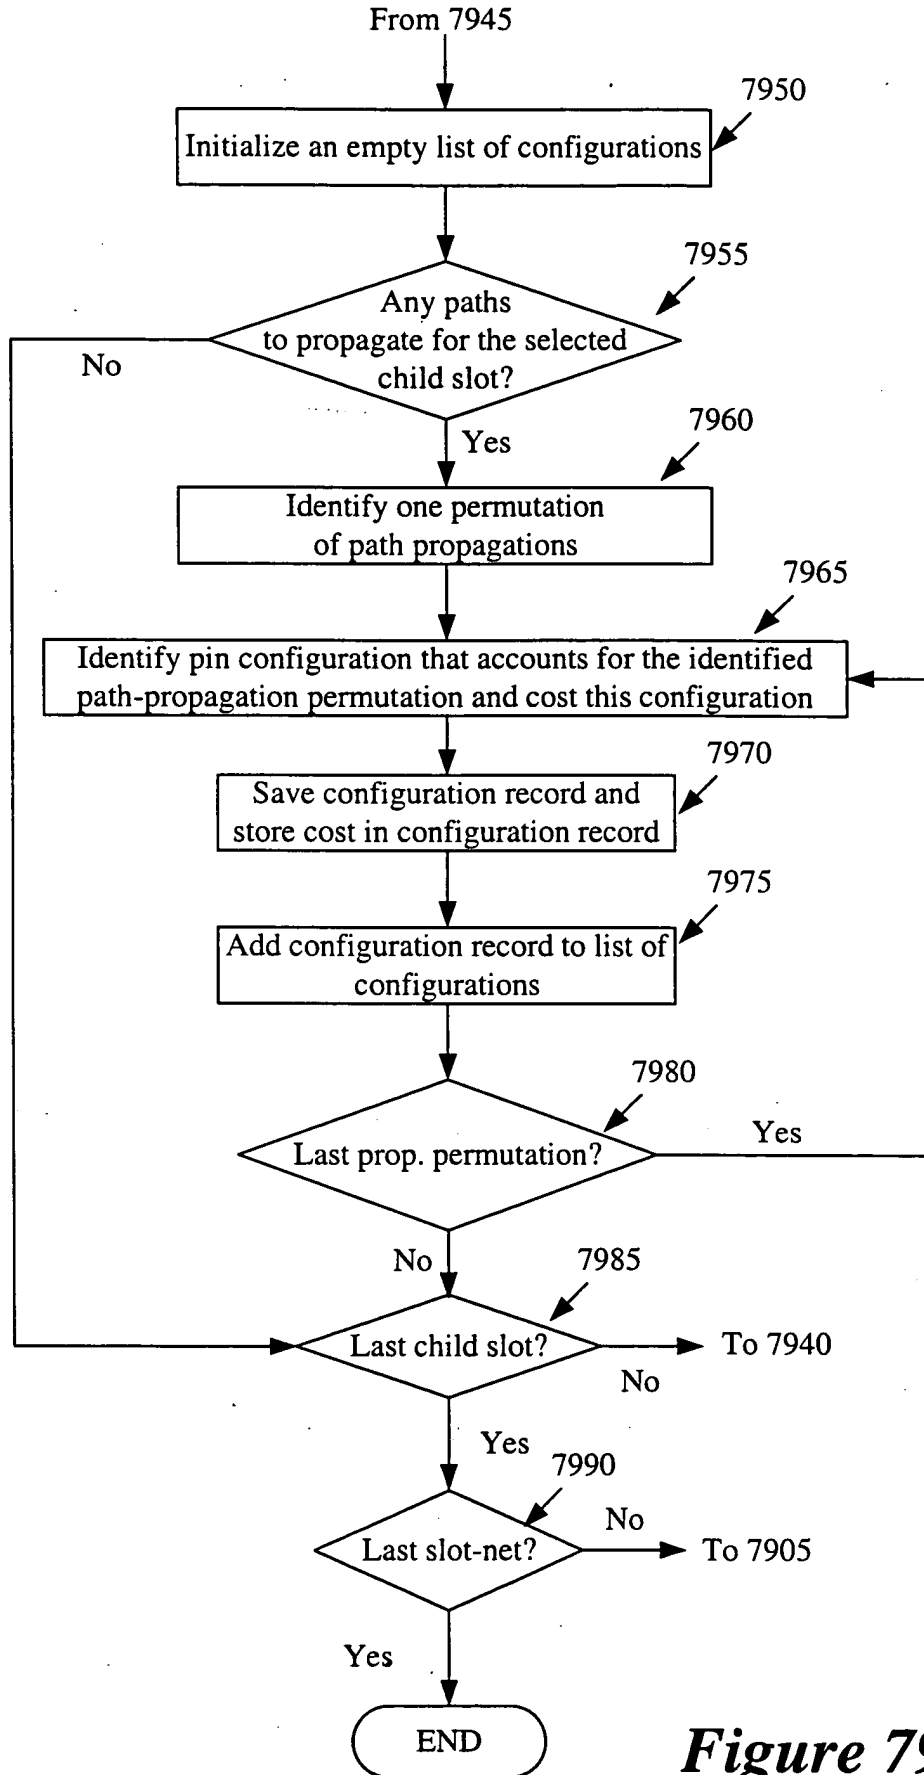 From 7945
7950
Initialize an empty list of configurations
7955
Any paths
to propagate for the selected
child slot?
No
Yes
7960
Identify one permutation
of path propagations
7965
Identify pin configuration that accounts for the identified
path-propagation permutation and cost this configuration
7970
Save configuration record and
store cost in configuration record
7975
Add configuration record to list of
configurations
7980
Last prop. permutation?
Yes
No
7985
Last child slot?
To 7940
No
Yes
7990
Last slot-net?
No
To 7905
Yes
END
Figure 79